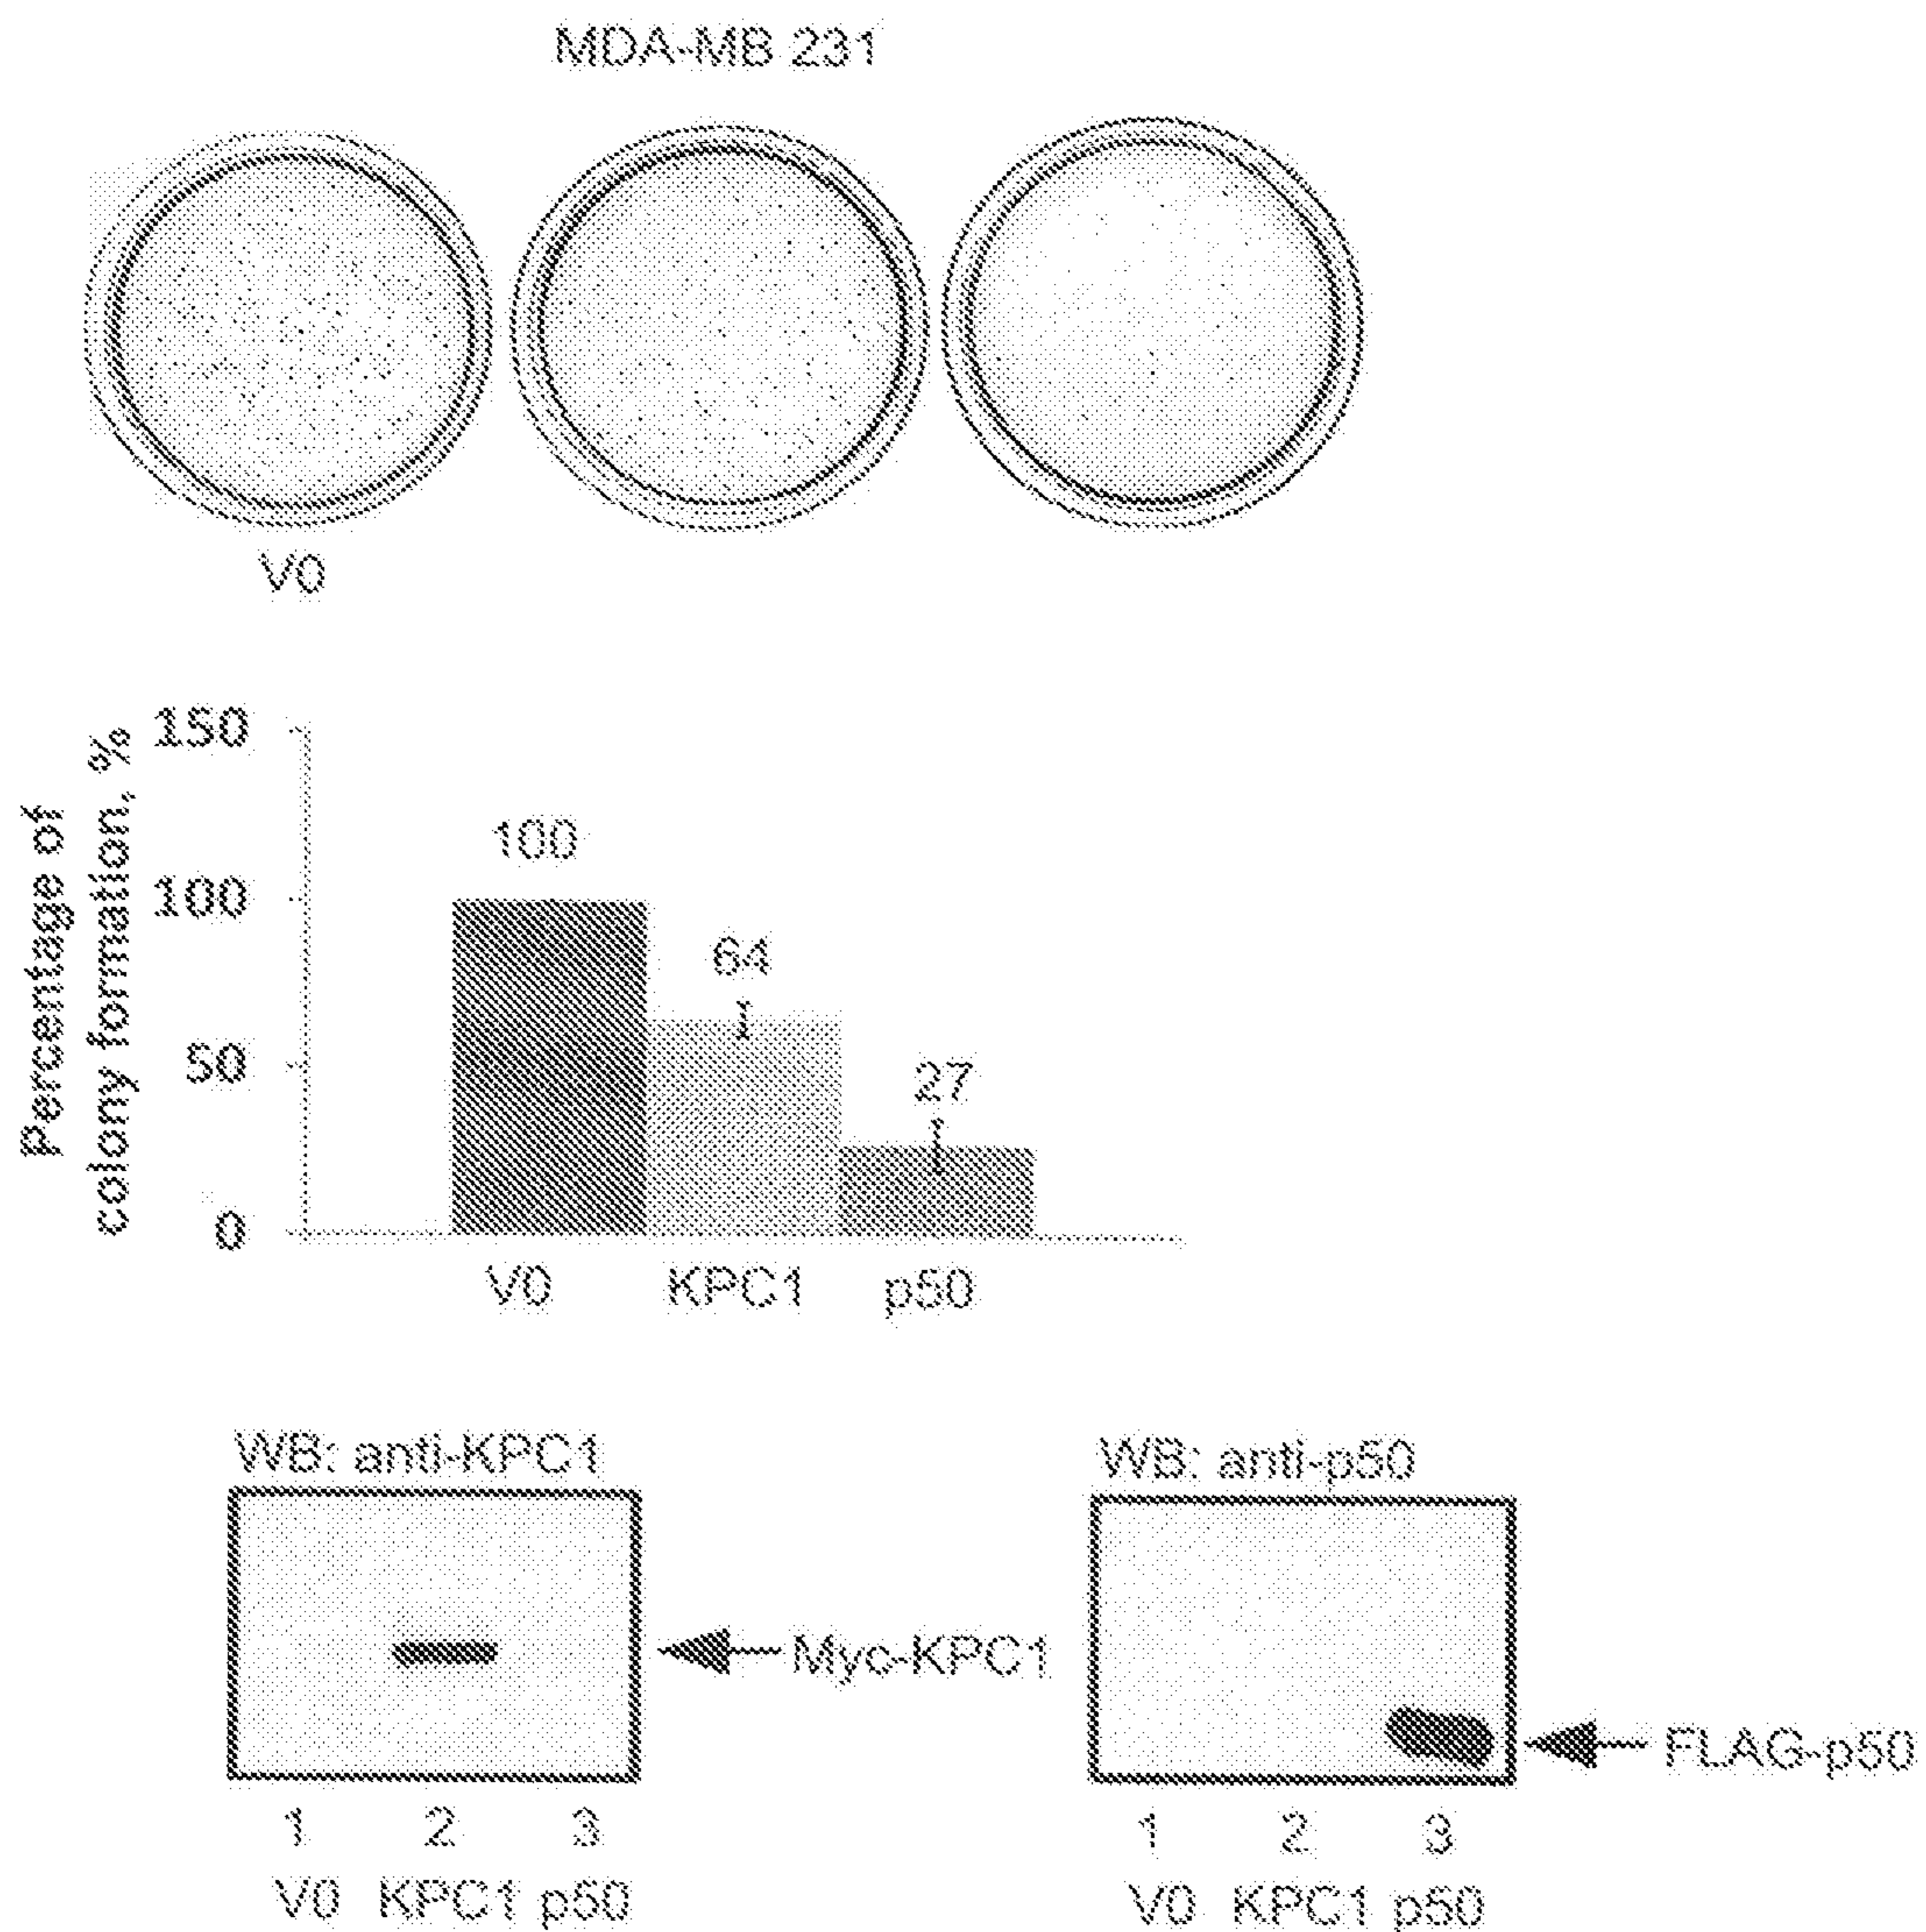 MDA-MB 231
V0
Percentage of
colony formation, %
150
100
50
0
100
64
27
V0 KPC1 p50
WB: anti-KPC1
Myc-KPC1
1 2 3
V0 KPC1 p50
WB: anti-p50
FLAG-p50
1 2 3
V0 KPC1 p50